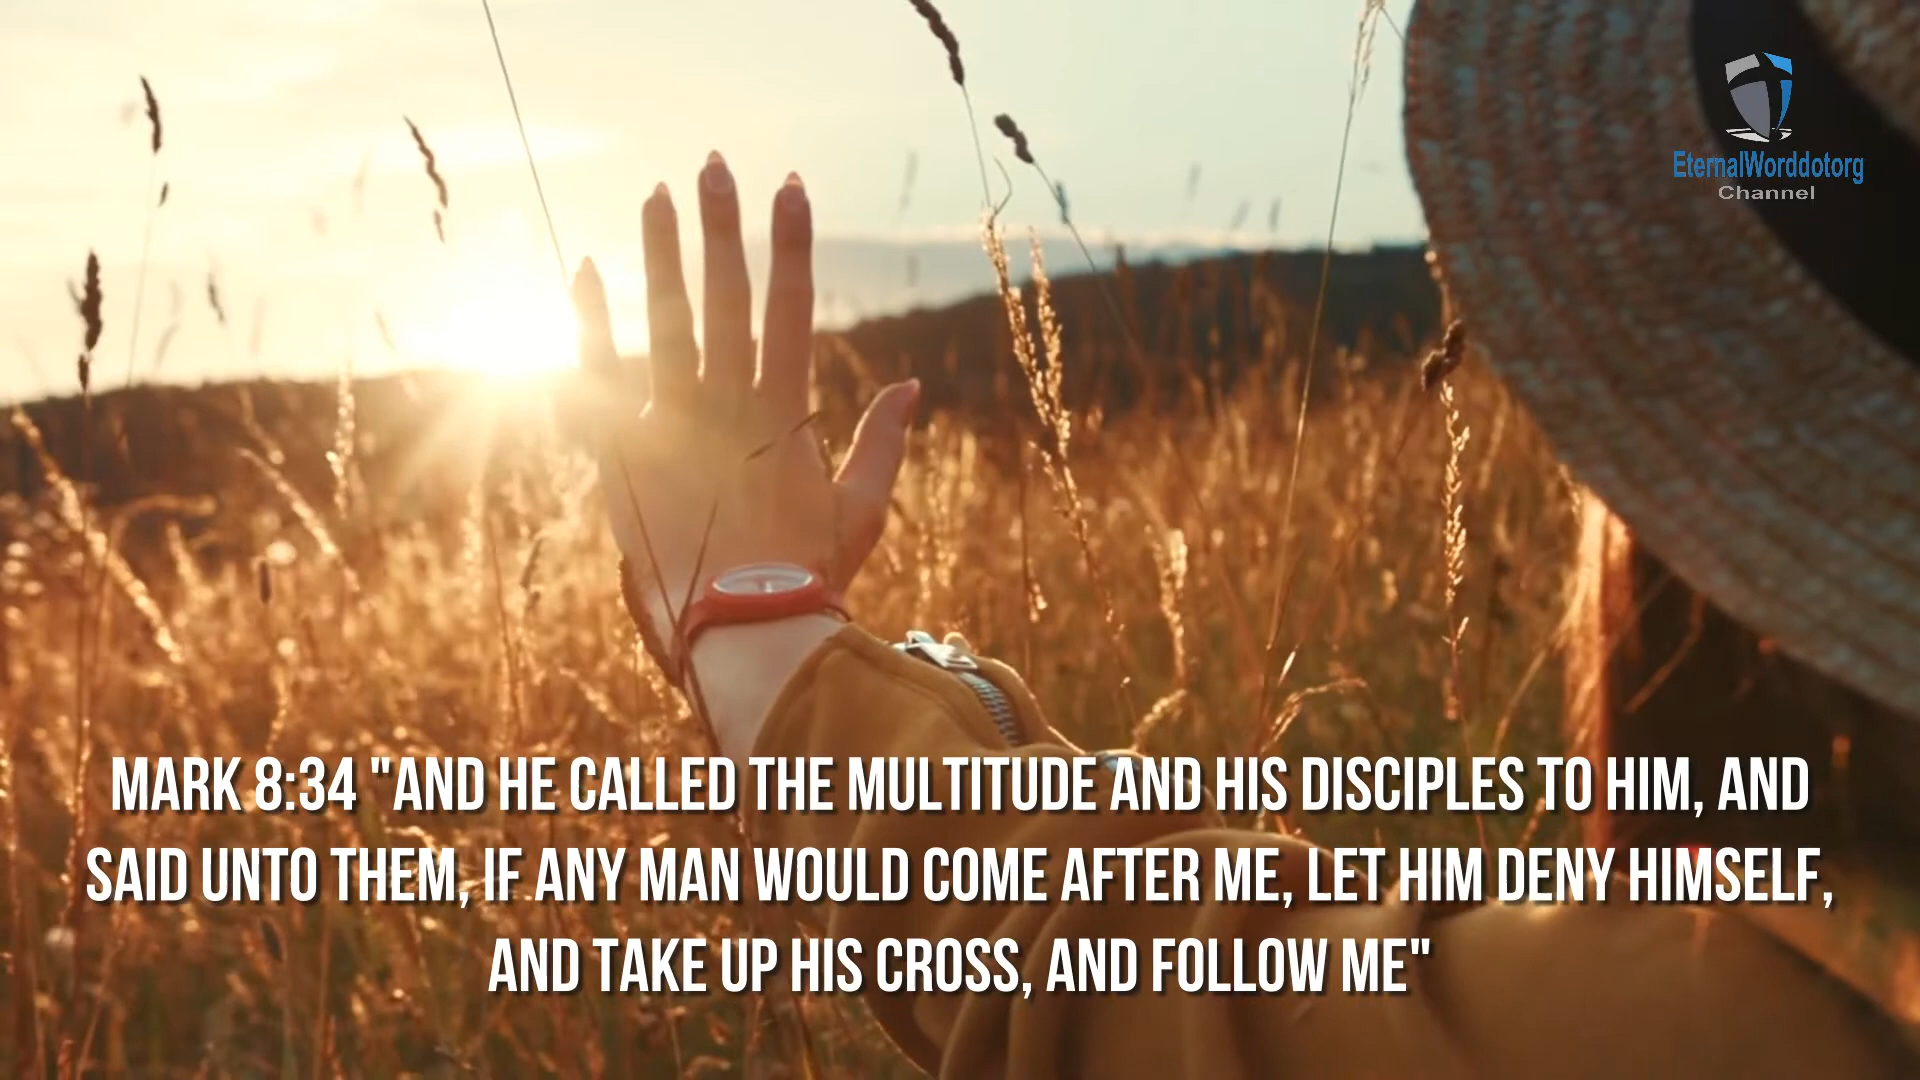 EternalWorddotorg
Channel
MARK 8:34 "AND HE CALLED THE MULTITUDE AND HIS DISCIPLES TO HIM, AND
SAID UNTO THEM, IF ANY MAN WOULD COME AFTER ME, LET HIM DENY HIMSELF,
AND TAKE UP HIS CROSS, AND FOLLOW ME"